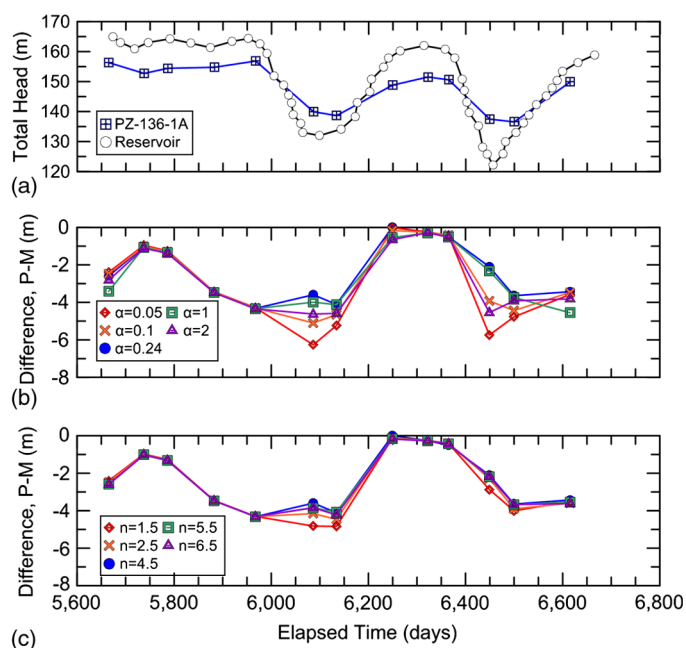 170
160
150
140
130
120
Total Head (m)
PZ-136-1A
Reservoir
(a)
0
-2
-4
-6
-8
Difference, P-M (m)
α=0.05 α=1
α=0.1 α=2
α=0.24
(b)
0
-2
-4
-6
-8
Difference, P-M (m)
n=1.5 n=5.5
n=2.5 n=6.5
n=4.5
5,600 5,800 6,000 6,200 6,400 6,600 6,800
Elapsed Time (days)
(c)